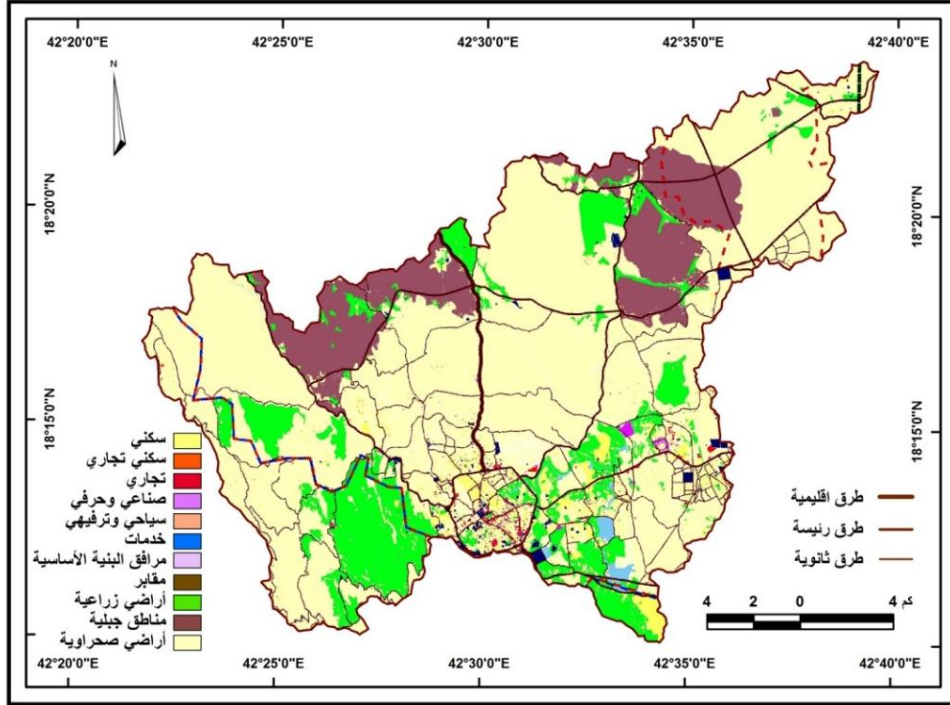 42°20'0"E 42°25'0"E 42°30'0"E 42°35'0"E 42°40'0"E
N
18°20'0"N 18°20'0"N
18°15'0"N 18°15'0"N
سكني
سكني تجاري
تجاري
صناعي وحرفي
سياحي وترفيهي
خدمات
مرافق البنية الأساسية
مقابر
أراضي زراعية
مناطق جبلية
أراضي صحراوية
طرق اقليمية
طرق رئيسة
طرق ثانوية
4 2 0 4 كم
42°20'0"E 42°25'0"E 42°30'0"E 42°35'0"E 42°40'0"E